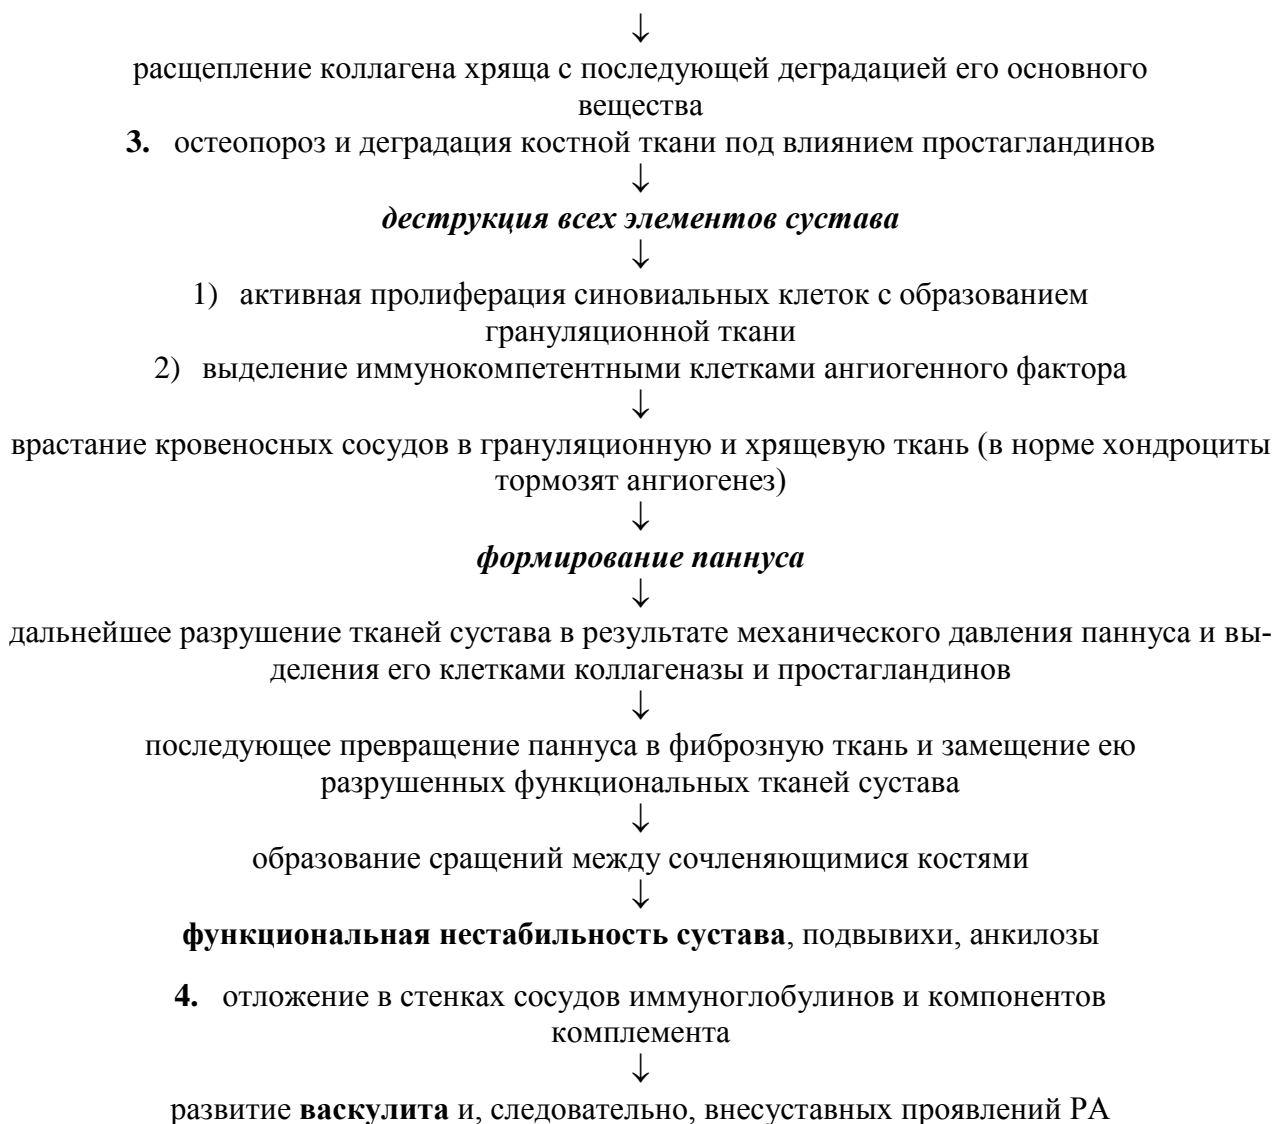 ↓
расщепление коллагена хряща с последующей деградацией его основного
вещества
3. остеопороз и деградация костной ткани под влиянием простагландинов
↓
деструкция всех элементов сустава
↓
1) активная пролиферация синовиальных клеток с образованием
грануляционной ткани
2) выделение иммунокомпетентными клетками ангиогенного фактора
↓
врастание кровеносных сосудов в грануляционную и хрящевую ткань (в норме хондроциты
тормозят ангиогенез)
↓
формирование паннуса
↓
дальнейшее разрушение тканей сустава в результате механического давления паннуса и вы-
деления его клетками коллагеназы и простагландинов
↓
последующее превращение паннуса в фиброзную ткань и замещение ею
разрушенных функциональных тканей сустава
↓
образование сращений между сочленяющимися костями
↓
функциональная нестабильность сустава, подвывихи, анкилозы
4. отложение в стенках сосудов иммуноглобулинов и компонентов
комплемента
↓
развитие васкулита и, следовательно, внесуставных проявлений РА